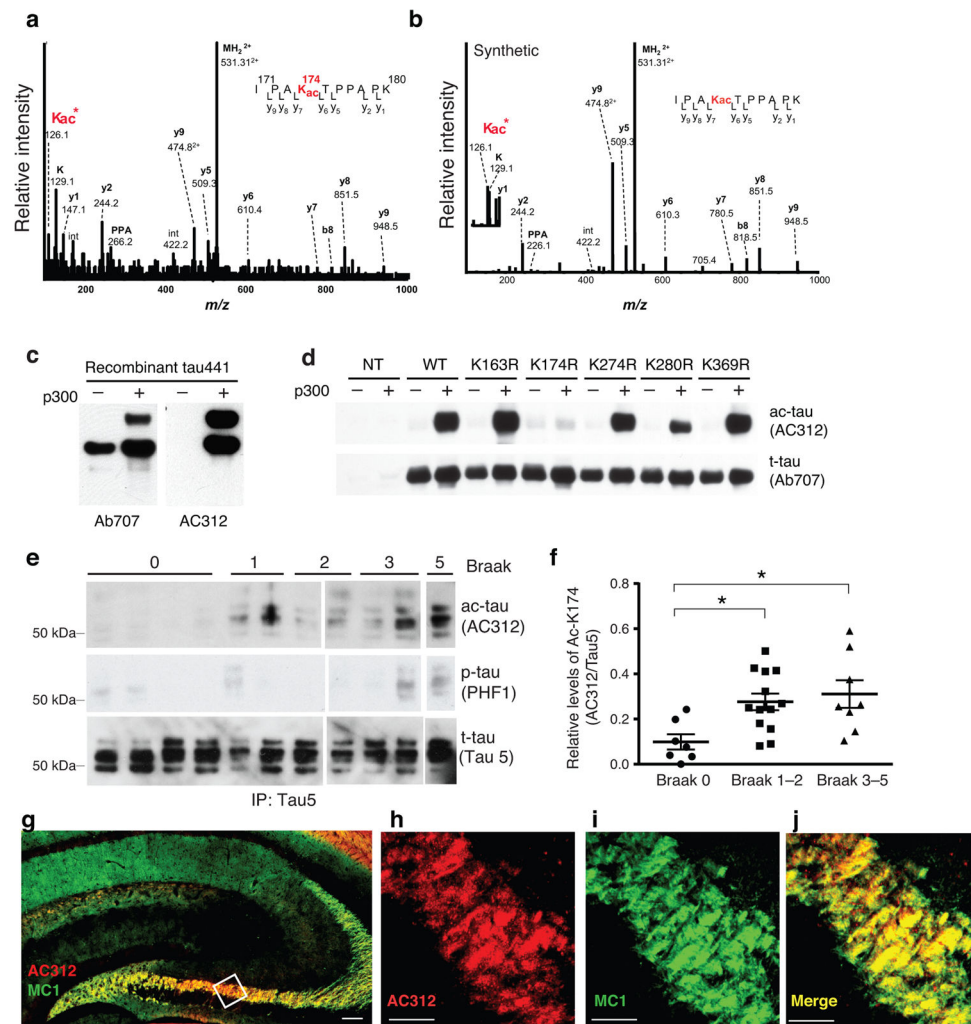 a
Relative intensity
MH2 2+
531.312+
171 174 180
I P A Kac T P P A P K
y9 y8 y7 y6 y5 y2 y1
Kac*
126.1
K
129.1
y1
147.1
int
y2
244.2
PPA
266.2
int
422.2
y9
474.82+
y5
509.3
y6
610.4
y7
b8
y8
851.5
y9
948.5
200 400 600 800 1000
m/z
b
Synthetic
Relative intensity
MH2 2+
531.312+
I P A Kac T P P A P K
y9 y8 y7 y6 y5 y2 y1
Kac*
126.1
K
129.1
y1
y2
244.2
PPA
226.1
int
422.2
y9
474.82+
y5
509.3
y6
610.3
705.4
y7
780.5
b8
818.5
y8
851.5
y9
948.5
200 400 600 800 1000
m/z
c
Recombinant tau441
p300 − + − +
Ab707 AC312
d
NT WT K163R K174R K274R K280R K369R
p300 − + − + − + − + − + − + − +
ac-tau
(AC312)
t-tau
(Ab707)
e
0 1 2 3 5 Braak
50 kDa
ac-tau
(AC312)
50 kDa
p-tau
(PHF1)
50 kDa
t-tau
(Tau 5)
IP: Tau5
f
Relative levels of Ac-K174
(AC312/Tau5)
0.8
0.6
0.4
0.2
0.0
*
*
Braak 0 Braak 1–2 Braak 3–5
g
AC312
MC1
h
AC312
i
MC1
j
Merge